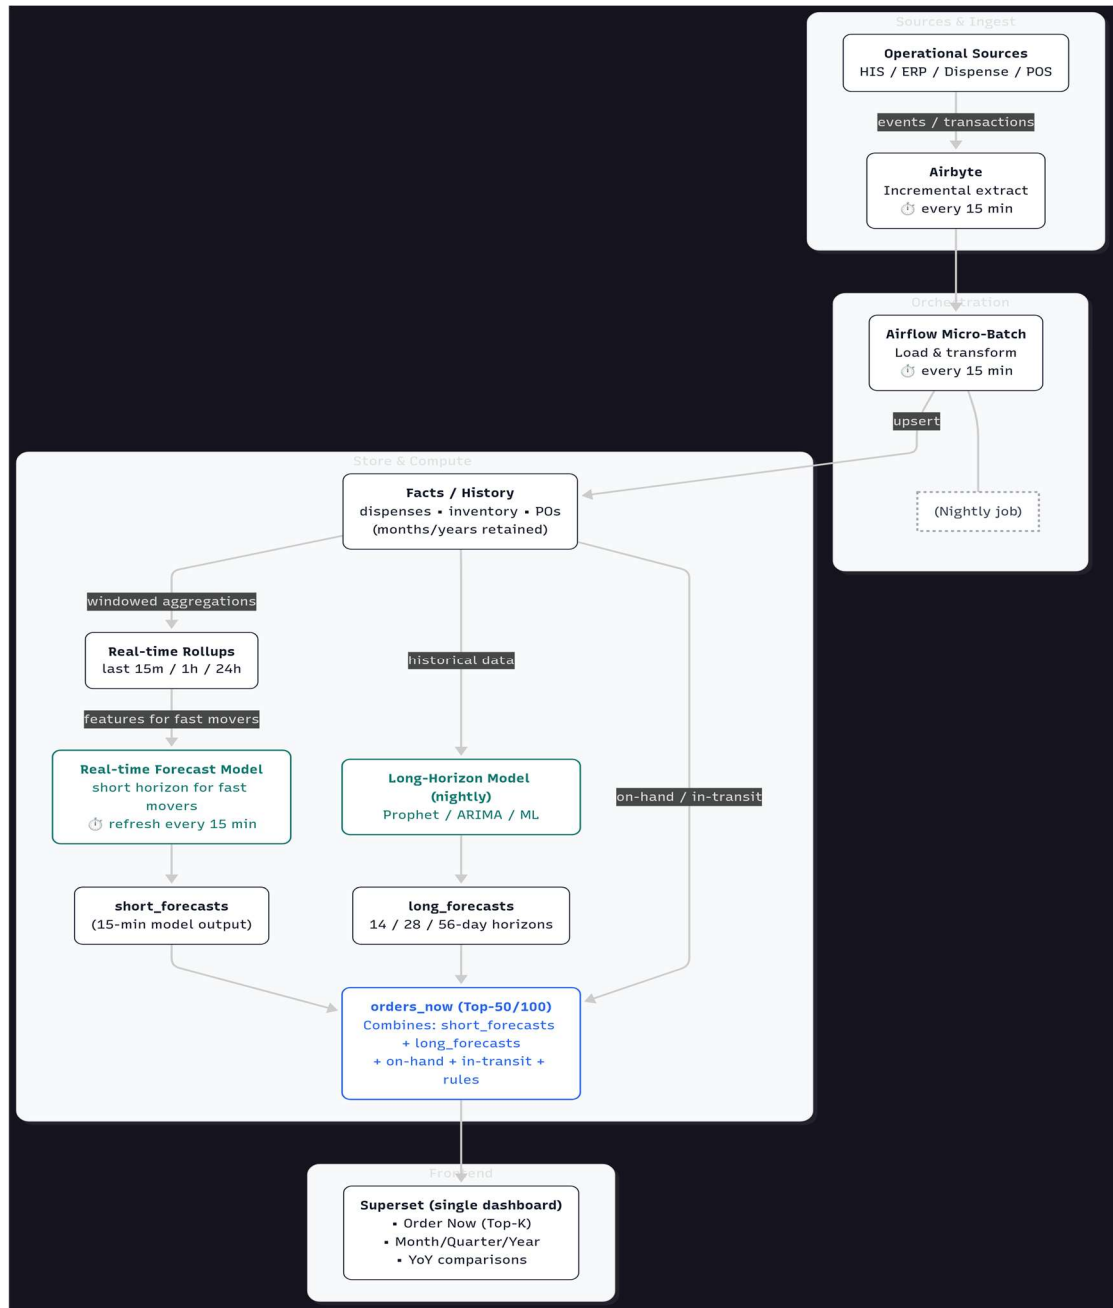 Sources & Ingest
Operational Sources
HIS / ERP / Dispense / POS
events / transactions
Airbyte
Incremental extract
⏱ every 15 min
Orchestration
Airflow Micro-Batch
Load & transform
⏱ every 15 min
upsert
(Nightly job)
Store & Compute
Facts / History
dispenses ▪ inventory ▪ POs
(months/years retained)
windowed aggregations
Real-time Rollups
last 15m / 1h / 24h
historical data
features for fast movers
Real-time Forecast Model
short horizon for fast
movers
⏱ refresh every 15 min
Long-Horizon Model
(nightly)
Prophet / ARIMA / ML
on-hand / in-transit
short_forecasts
(15-min model output)
long_forecasts
14 / 28 / 56-day horizons
orders_now (Top-50/100)
Combines: short_forecasts
+ long_forecasts
+ on-hand + in-transit +
rules
Frontend
Superset (single dashboard)
▪ Order Now (Top-K)
▪ Month/Quarter/Year
▪ YoY comparisons